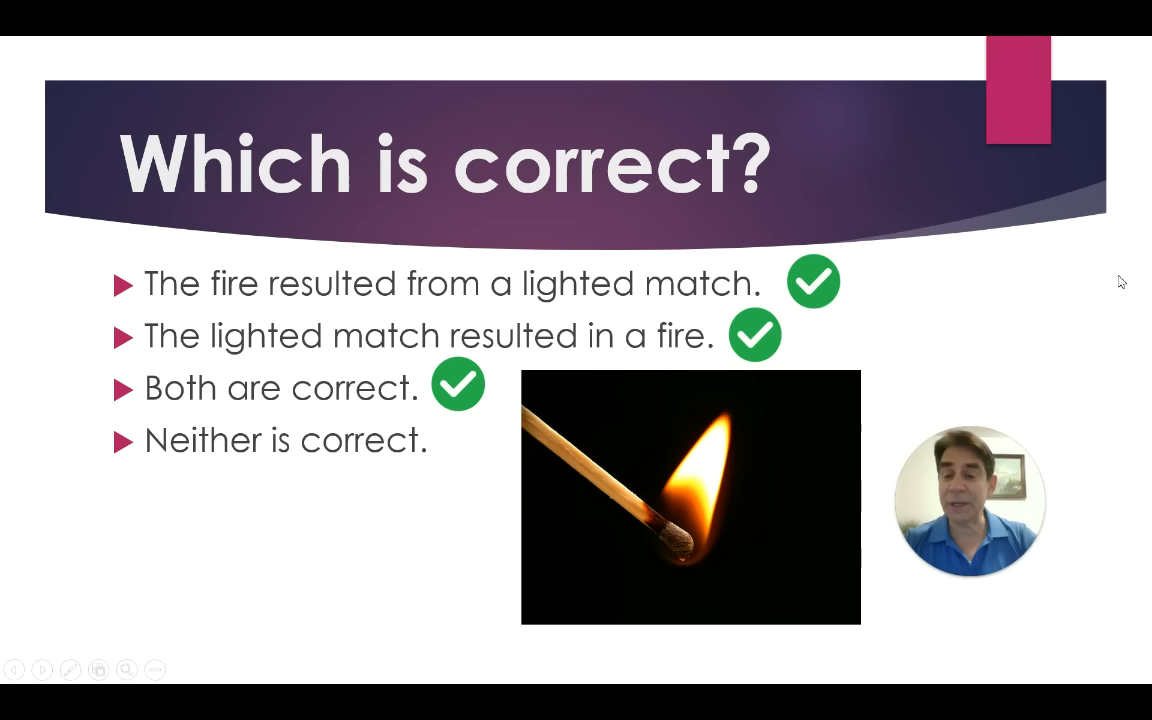 Which is correct?
The fire resulted from a lighted match.
The lighted match resulted in a fire.
Both are correct.
Neither is correct.